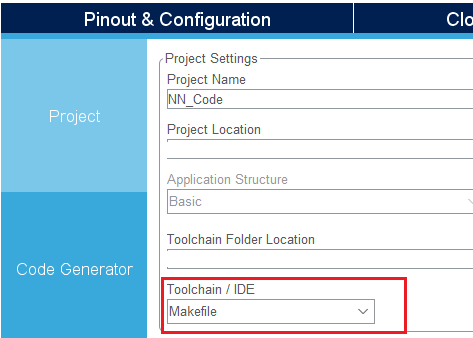 Pinout & Configuration
Clo
Project
Code Generator
Project Settings
Project Name
NN_Code
Project Location
Application Structure
Basic
Toolchain Folder Location
Toolchain / IDE
Makefile